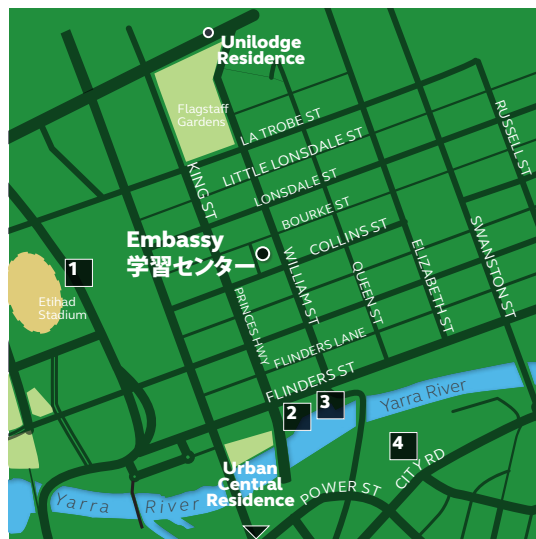 Unilodge
Residence
Flagstaff
Gardens
LA TROBE ST
LITTLE LONSDALE ST
LONSDALE ST
BOURKE ST
COLLINS ST
RUSSELL ST
KING ST
Embassy
学習センター
WILLIAM ST
QUEEN ST
ELIZABETH ST
SWANSTON ST
1
Etihad
Stadium
PRINCES HWY
FLINDERS LANE
FLINDERS ST
Yarra River
2
3
4
Urban
Central
Residence
POWER ST
CITY RD
Yarra River